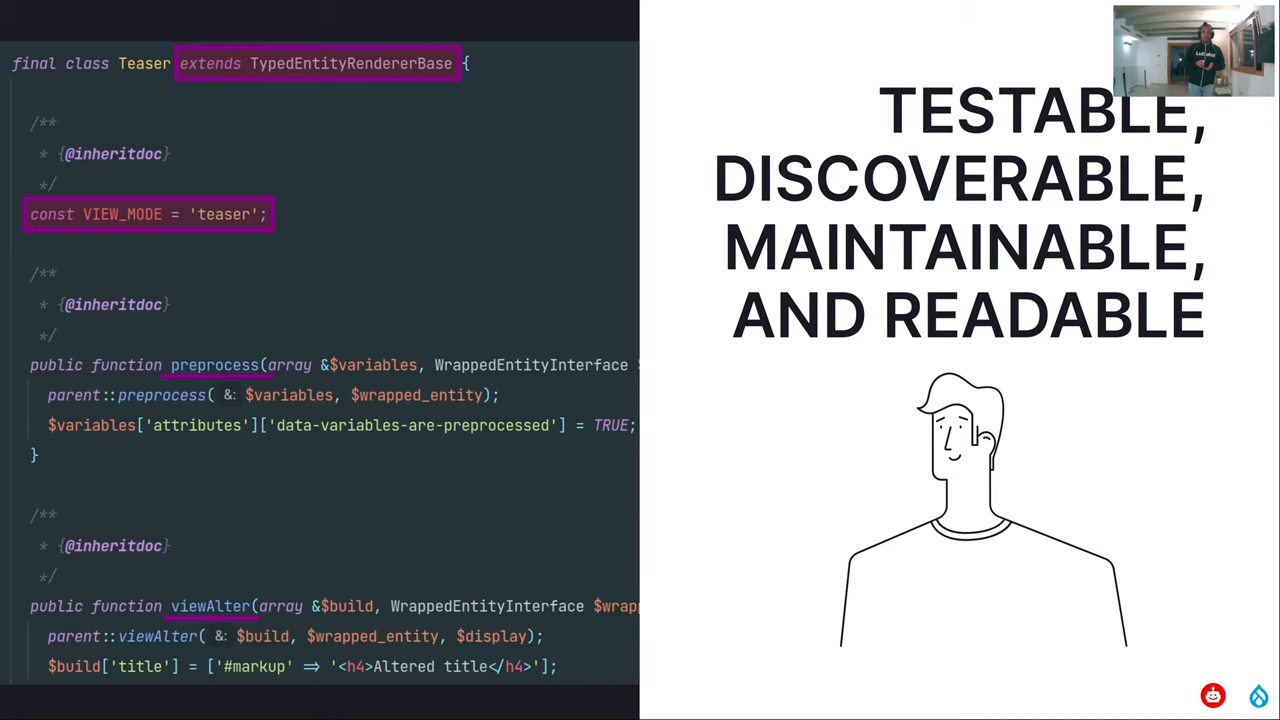 final class Teaser extends TypedEntityRendererBase {
/**
* {@inheritdoc}
*/
const VIEW_MODE = 'teaser';
/**
* {@inheritdoc}
*/
public function preprocess(array &$variables, WrappedEntityInterface $
parent::preprocess( &: $variables, $wrapped_entity);
$variables['attributes']['data-variables-are-preprocessed'] = TRUE;
}
/**
* {@inheritdoc}
*/
public function viewAlter(array &$build, WrappedEntityInterface $wrapp
parent::viewAlter( &: $build, $wrapped_entity, $display);
$build['title'] = ['#markup' ⇒ '<h4>Altered title</h4>'];
TESTABLE,
DISCOVERABLE,
MAINTAINABLE,
AND READABLE